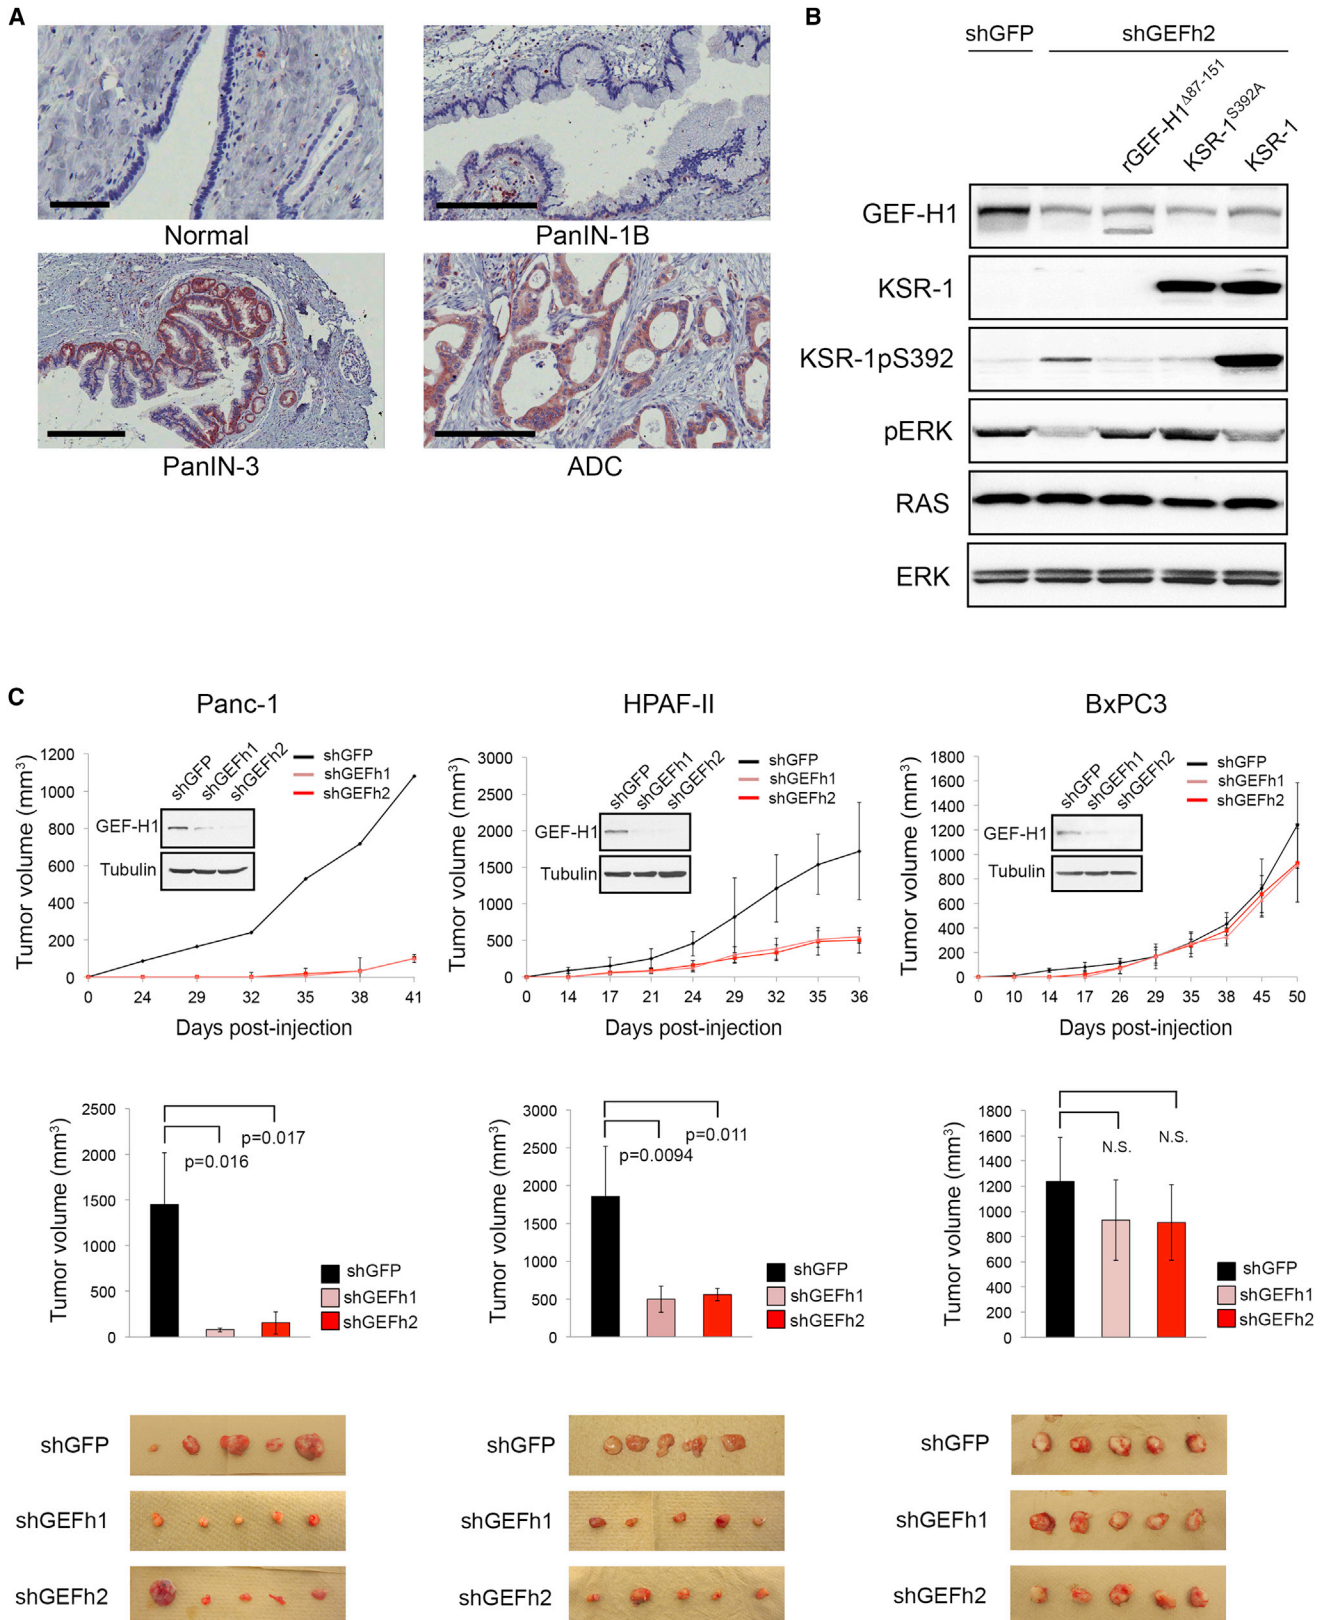 A
Normal
PanIN-1B
PanIN-3
ADC
B
shGFP
shGEFh2
rGEF-H1Δ87-151
KSR-1S392A
KSR-1
GEF-H1
KSR-1
KSR-1pS392
pERK
RAS
ERK
C
Panc-1
Tumor volume (mm³)
1200
1000
800
600
400
200
0
shGFP
shGEFh1
shGEFh2
GEF-H1
Tubulin
shGFP
shGEFh1
shGEFh2
0 24 29 32 35 38 41
Days post-injection
HPAF-II
Tumor volume (mm³)
3000
2500
2000
1500
1000
500
0
shGFP
shGEFh1
shGEFh2
GEF-H1
Tubulin
shGFP
shGEFh1
shGEFh2
0 14 17 21 24 29 32 35 36
Days post-injection
BxPC3
Tumor volume (mm³)
1800
1600
1400
1200
1000
800
600
400
200
0
shGFP
shGEFh1
shGEFh2
GEF-H1
Tubulin
shGFP
shGEFh1
shGEFh2
0 10 14 17 26 29 35 38 45 50
Days post-injection
Tumor volume (mm³)
2500
2000
1500
1000
500
0
p=0.017
p=0.016
shGFP
shGEFh1
shGEFh2
Tumor volume (mm³)
3000
2500
2000
1500
1000
500
0
p=0.011
p=0.0094
shGFP
shGEFh1
shGEFh2
Tumor volume (mm³)
1800
1600
1400
1200
1000
800
600
400
200
0
N.S.
N.S.
shGFP
shGEFh1
shGEFh2
shGFP
shGEFh1
shGEFh2
shGFP
shGEFh1
shGEFh2
shGFP
shGEFh1
shGEFh2